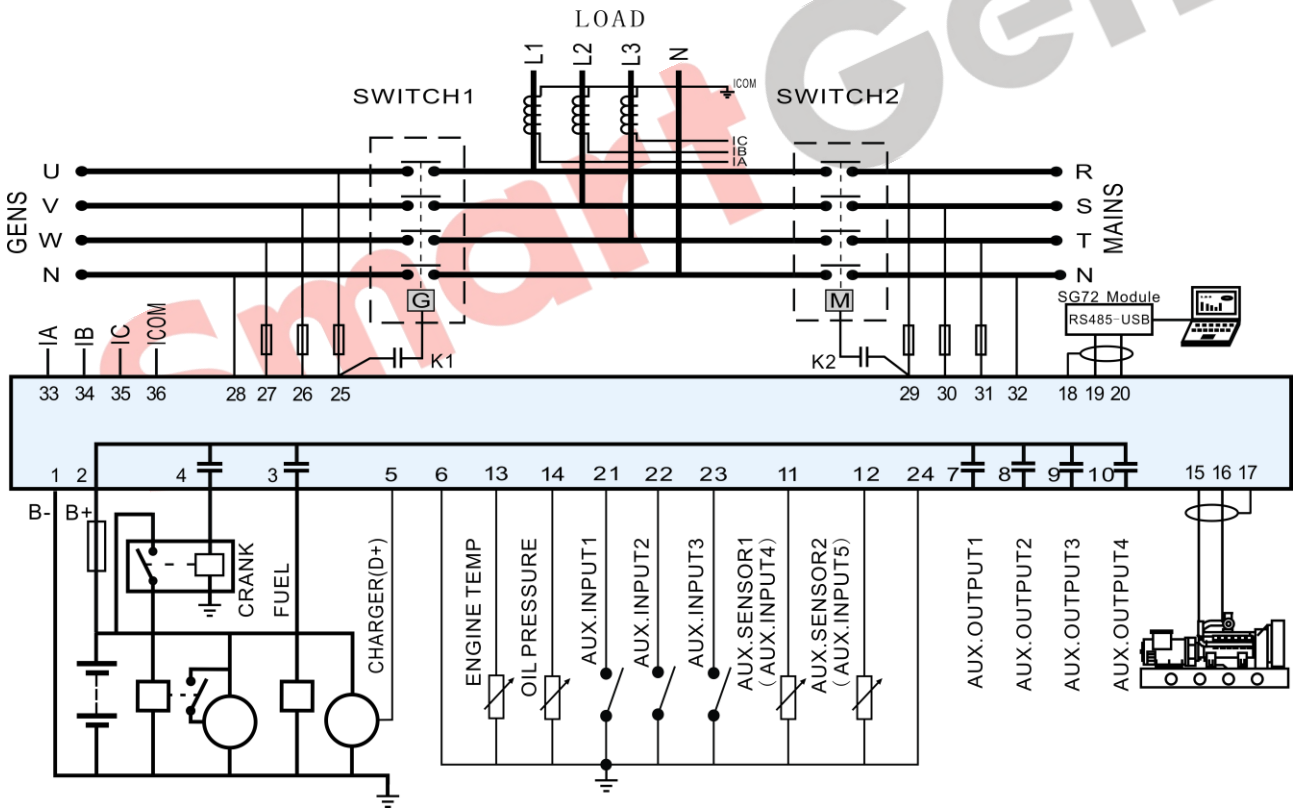 LOAD
L1 L2 L3 N
ICOM
SWITCH1 SWITCH2
IC
IB
IA
GENS
U
V
W
N
MAINS
R
S
T
N
G
M
K1
K2
SG72 Module
RS485-USB
IA IB IC ICOM
33 34 35 36 28 27 26 25 29 30 31 32 18 19 20
1 2 4 3 5 6 13 14 21 22 23 11 12 24 7 8 9 10 15 16 17
B- B+
CRANK
FUEL
CHARGER(D+)
ENGINE TEMP
OIL PRESSURE
AUX.INPUT1
AUX.INPUT2
AUX.INPUT3
AUX.SENSOR1
(AUX.INPUT4)
AUX.SENSOR2
(AUX.INPUT5)
AUX.OUTPUT1
AUX.OUTPUT2
AUX.OUTPUT3
AUX.OUTPUT4
smartGen